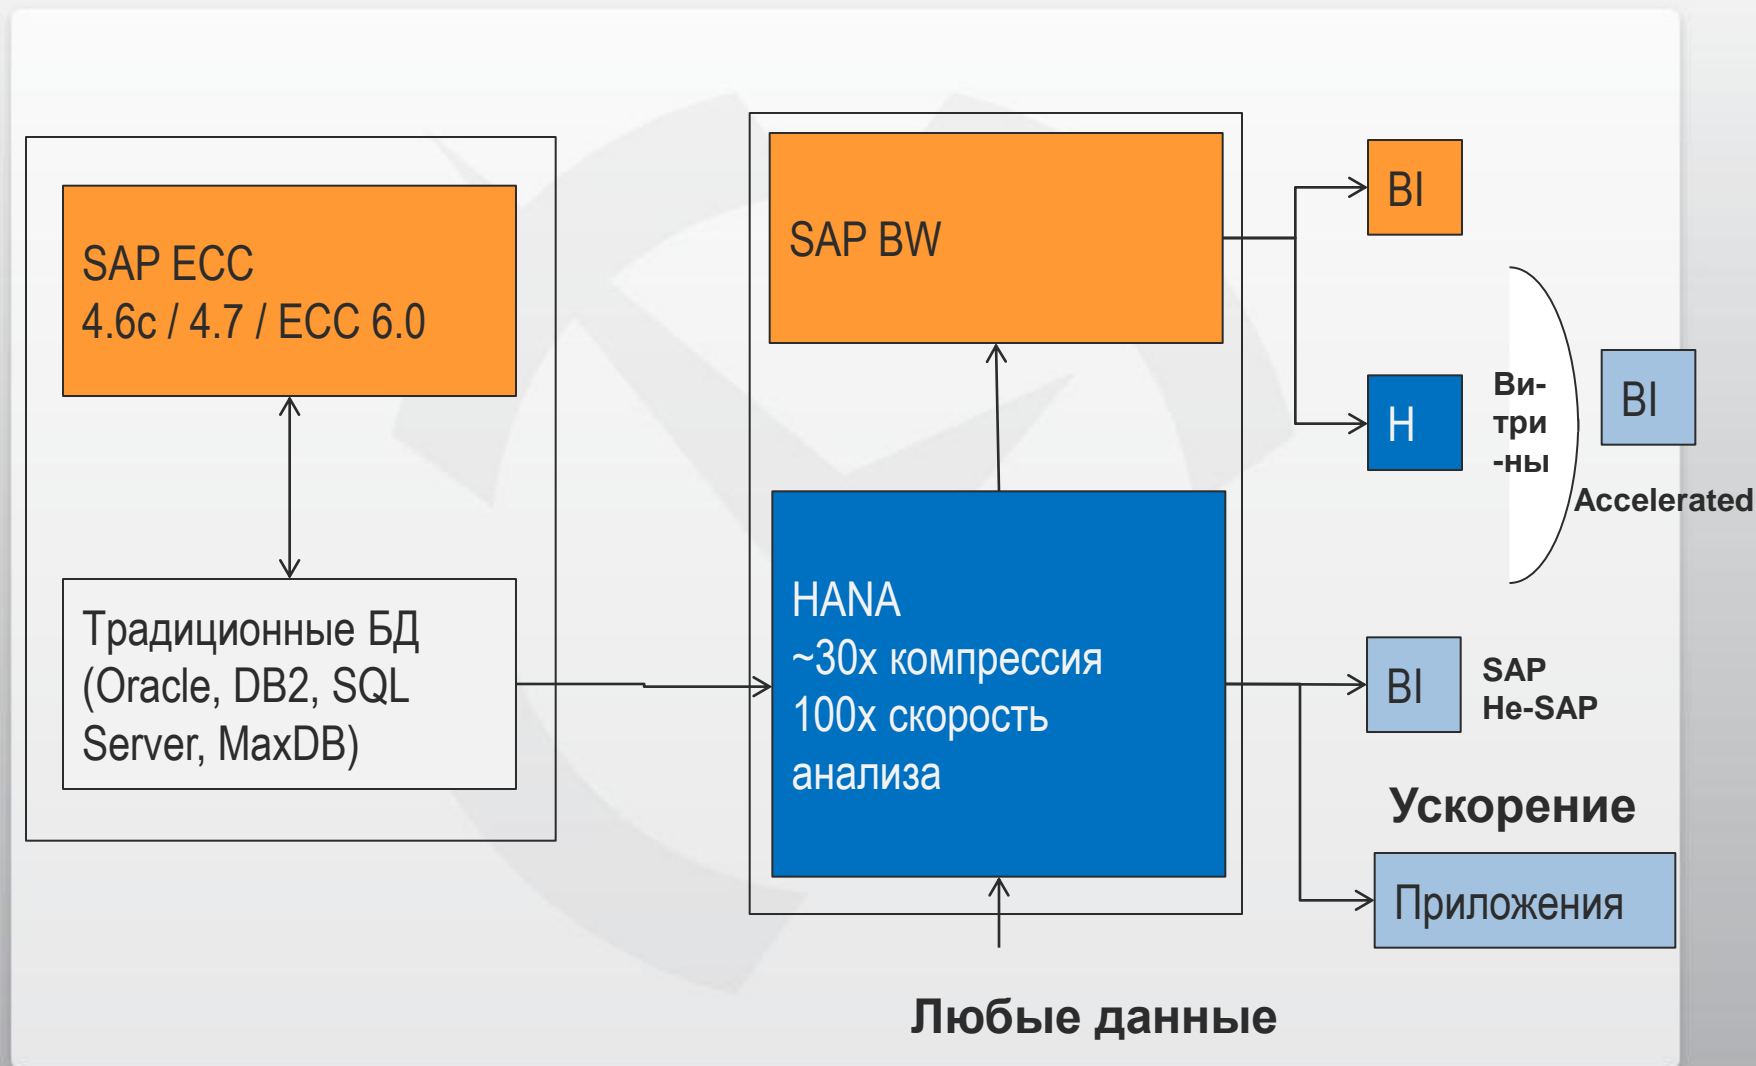 SAP ECC
4.6c / 4.7 / ECC 6.0
Традиционные БД
(Oracle, DB2, SQL
Server, MaxDB)
SAP BW
HANA
~30x компрессия
100x скорость
анализа
Любые данные
BI
H
Ви-
три
-ны
BI
Accelerated
BI
SAP
Не-SAP
Ускорение
Приложения